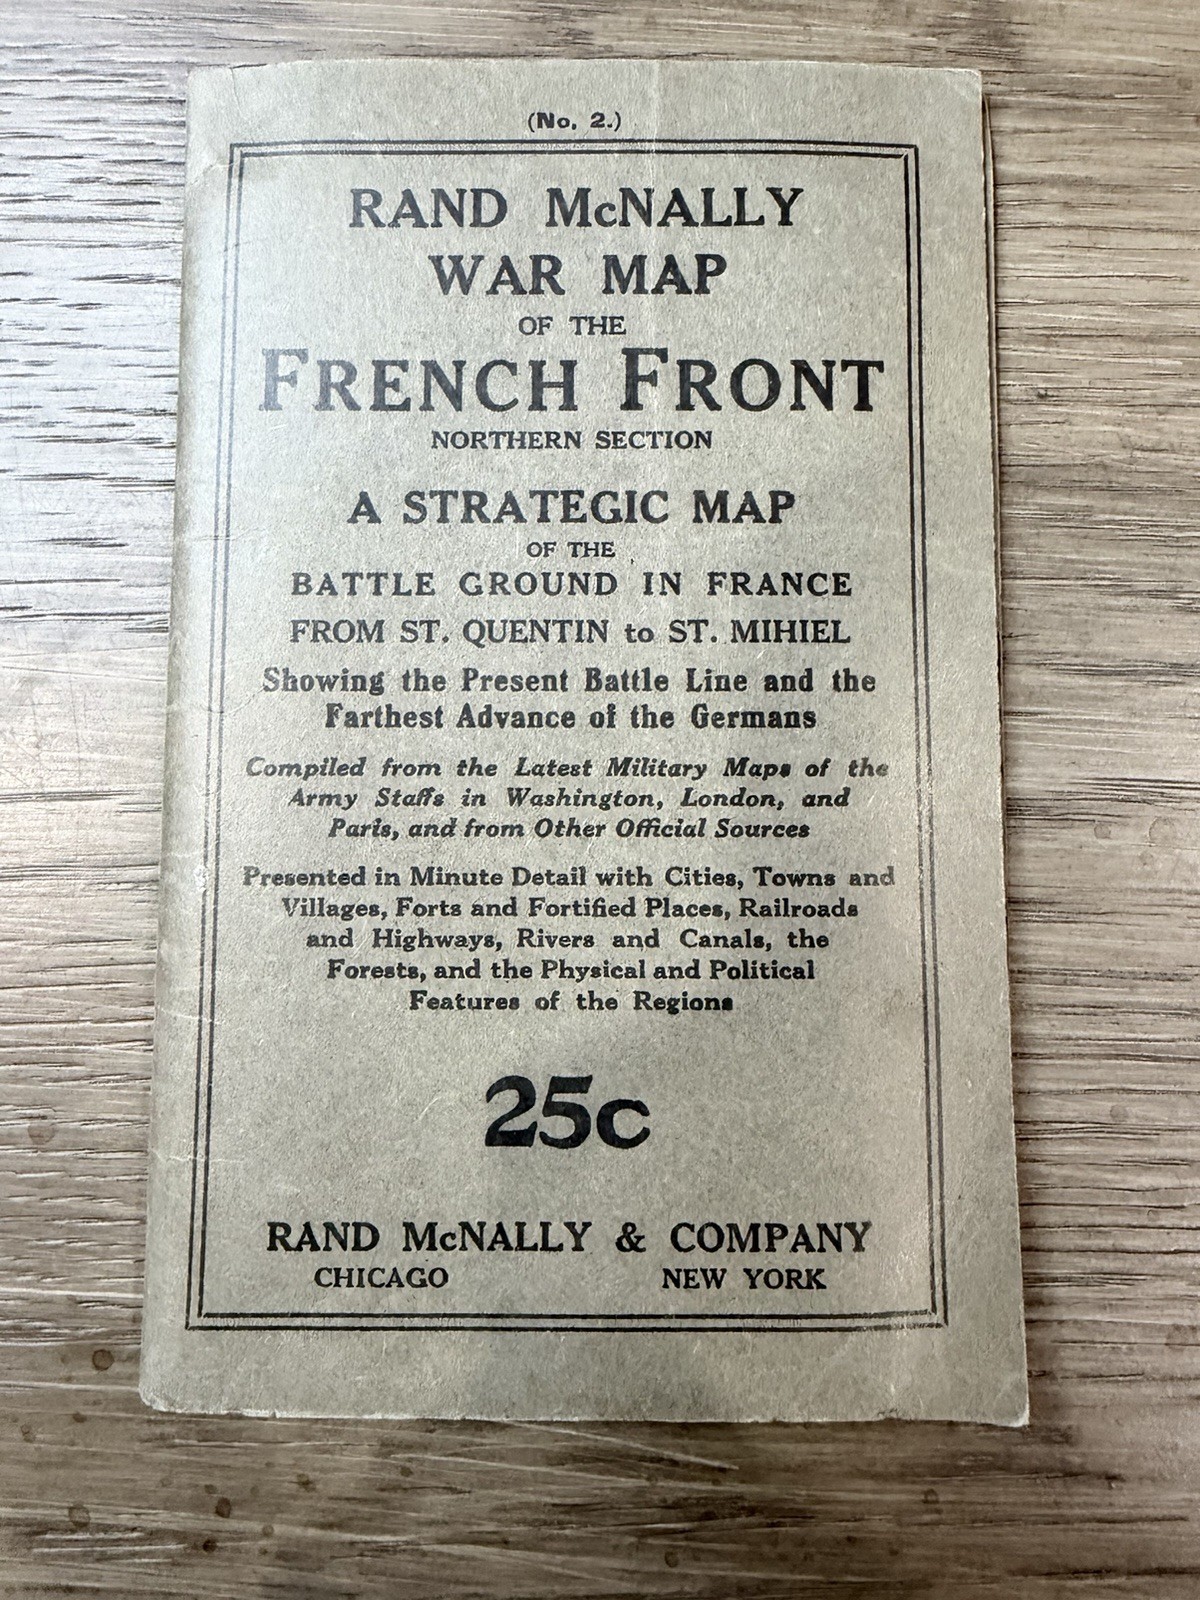 (No. 2.)
RAND McNALLY
WAR MAP
OF THE
FRENCH FRONT
NORTHERN SECTION
A STRATEGIC MAP
OF THE
BATTLE GROUND IN FRANCE
FROM ST. QUENTIN to ST. MIHIEL
Showing the Present Battle Line and the
Farthest Advance of the Germans
Compiled from the Latest Military Maps of the
Army Staffs in Washington, London, and
Paris, and from Other Official Sources
Presented in Minute Detail with Cities, Towns and
Villages, Forts and Fortified Places, Railroads
and Highways, Rivers and Canals, the
Forests, and the Physical and Political
Features of the Regions
25c
RAND McNALLY & COMPANY
CHICAGO NEW YORK